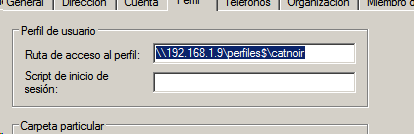 General Dirección Cuenta Perfil Teléfonos Organización Miembro d
Perfil de usuario
Ruta de acceso al perfil: \\192.168.1.9\perfiles$\catnoir
Script de inicio de
sesión:
Carpeta particular